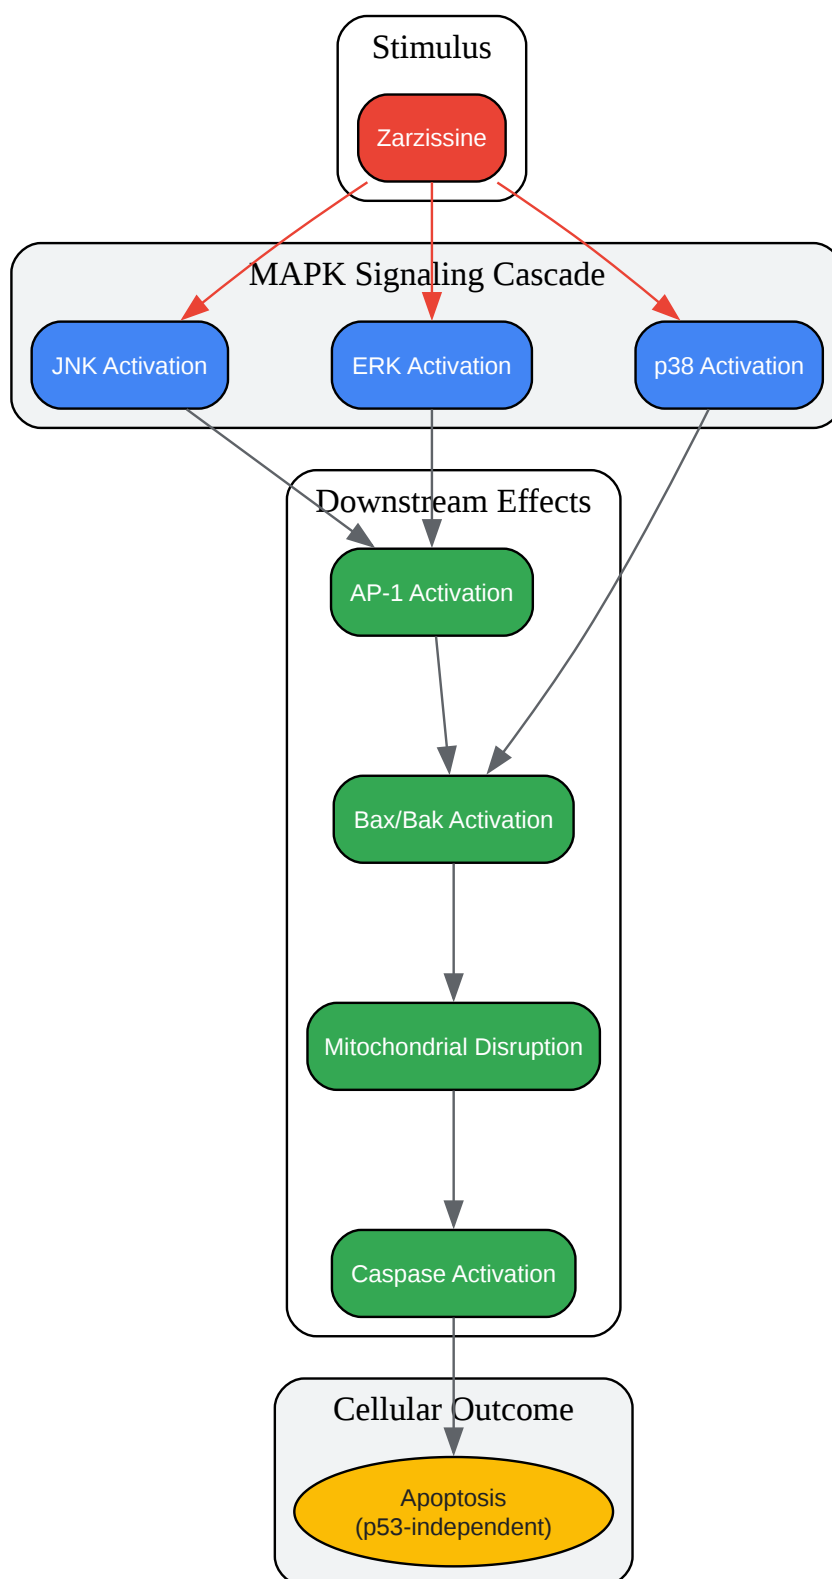 Stimulus
Zarzissine
MAPK Signaling Cascade
JNK Activation
ERK Activation
p38 Activation
Downstream Effects
AP-1 Activation
Bax/Bak Activation
Mitochondrial Disruption
Caspase Activation
Cellular Outcome
Apoptosis
(p53-independent)